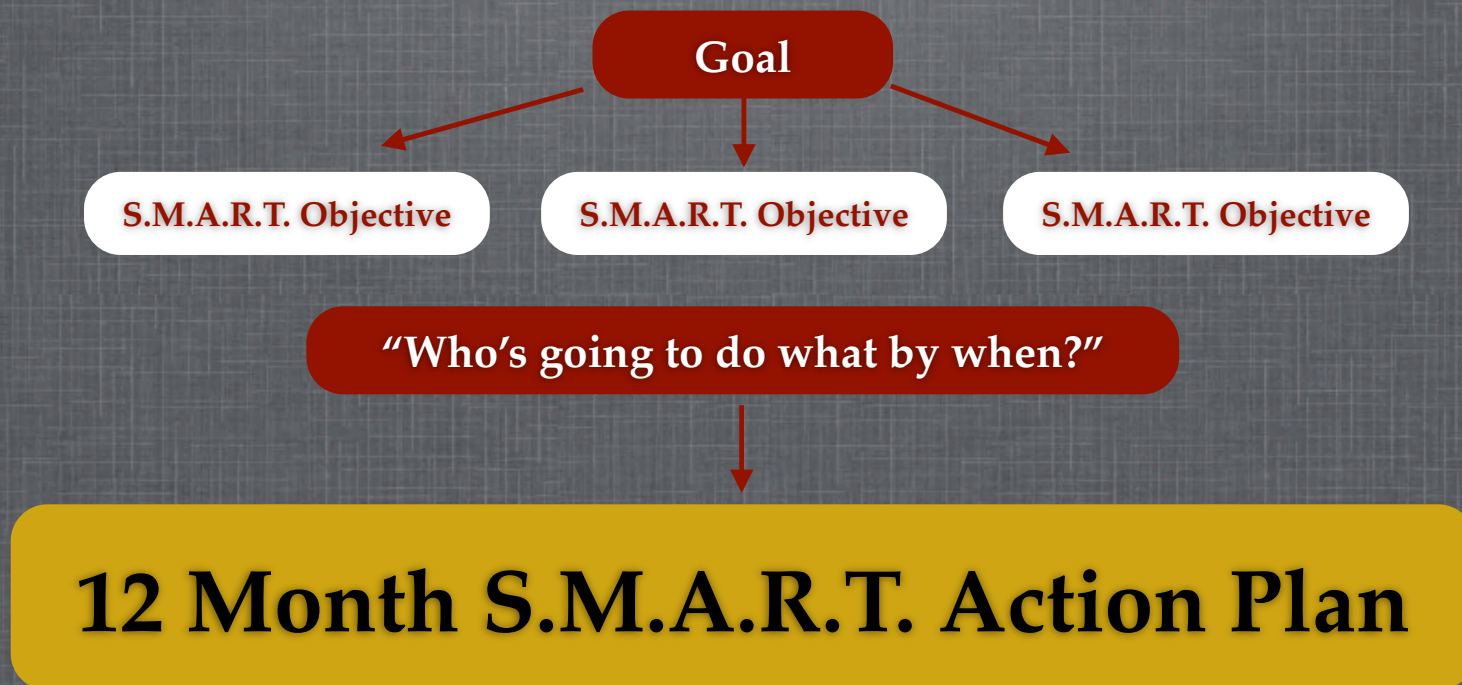 Goal
S.M.A.R.T. Objective
S.M.A.R.T. Objective
S.M.A.R.T. Objective
“Who’s going to do what by when?”
12 Month S.M.A.R.T. Action Plan